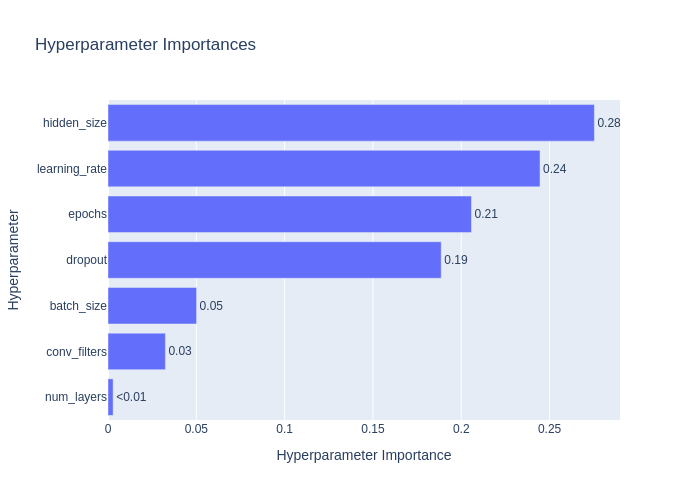 Hyperparameter Importances
Hyperparameter
hidden_size 0.28
learning_rate 0.24
epochs 0.21
dropout 0.19
batch_size 0.05
conv_filters 0.03
num_layers <0.01
0 0.05 0.1 0.15 0.2 0.25
Hyperparameter Importance